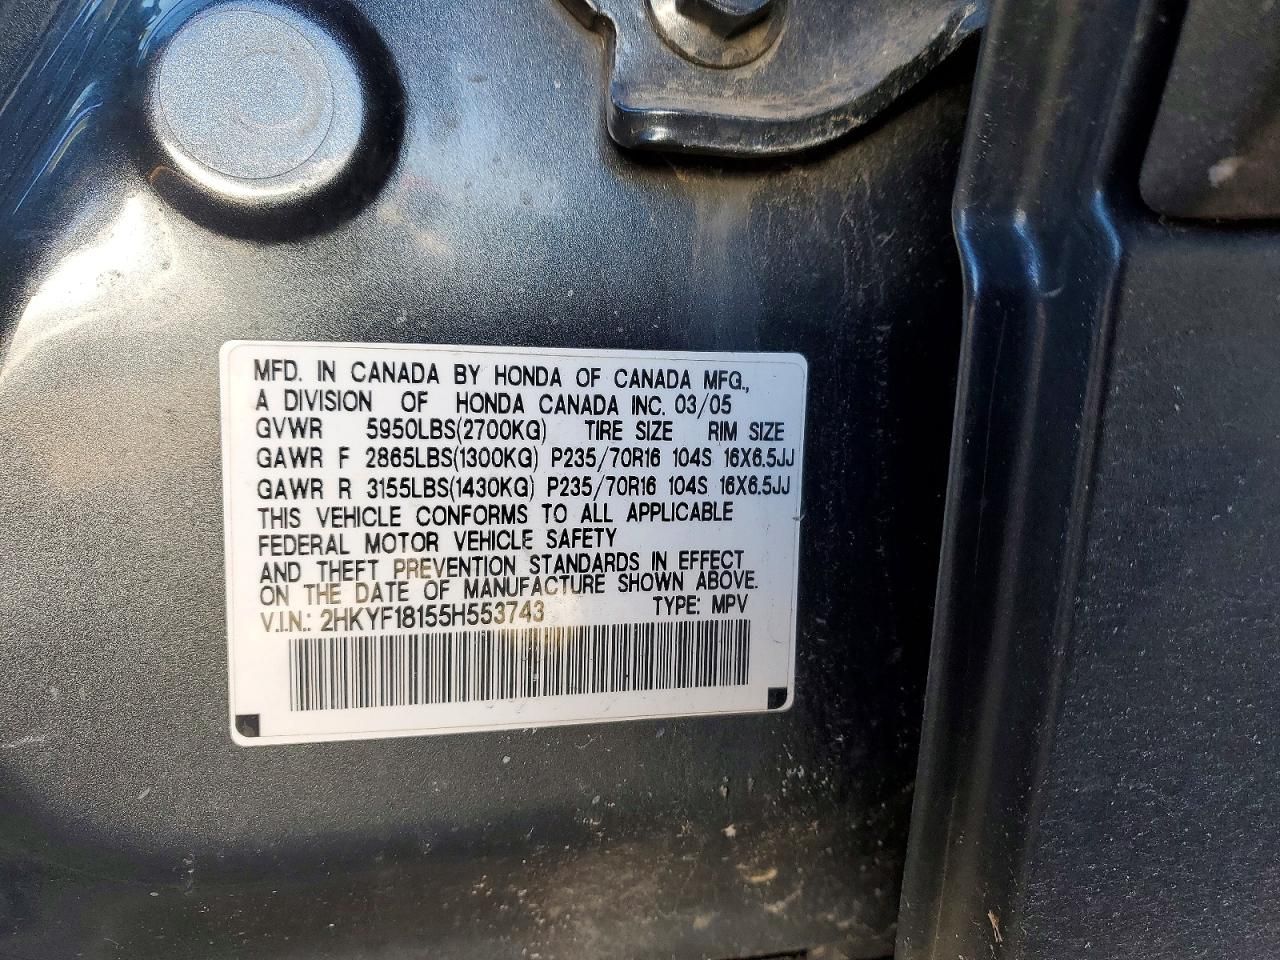 MFD. IN CANADA BY HONDA OF CANADA MFG.,
A DIVISION OF HONDA CANADA INC. 03/05
GVWR 5950LBS(2700KG) TIRE SIZE RIM SIZE
GAWR F 2865LBS(1300KG) P235/70R16 104S 16X6.5JJ
GAWR R 3155LBS(1430KG) P235/70R16 104S 16X6.5JJ
THIS VEHICLE CONFORMS TO ALL APPLICABLE
FEDERAL MOTOR VEHICLE SAFETY
AND THEFT PREVENTION STANDARDS IN EFFECT
ON THE DATE OF MANUFACTURE SHOWN ABOVE.
V.I.N.: 2HKYF18155H553743 TYPE: MPV